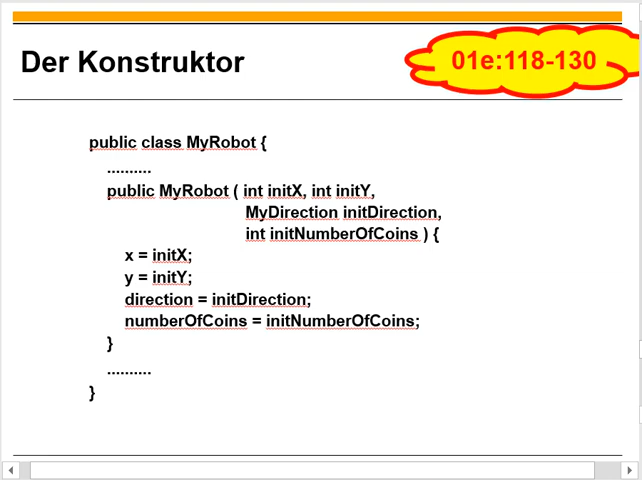 Der Konstruktor
01e:118-130
public class MyRobot {
..........
public MyRobot ( int initX, int initY,
MyDirection initDirection,
int initNumberOfCoins ) {
x = initX;
y = initY;
direction = initDirection;
numberOfCoins = initNumberOfCoins;
}
..........
}